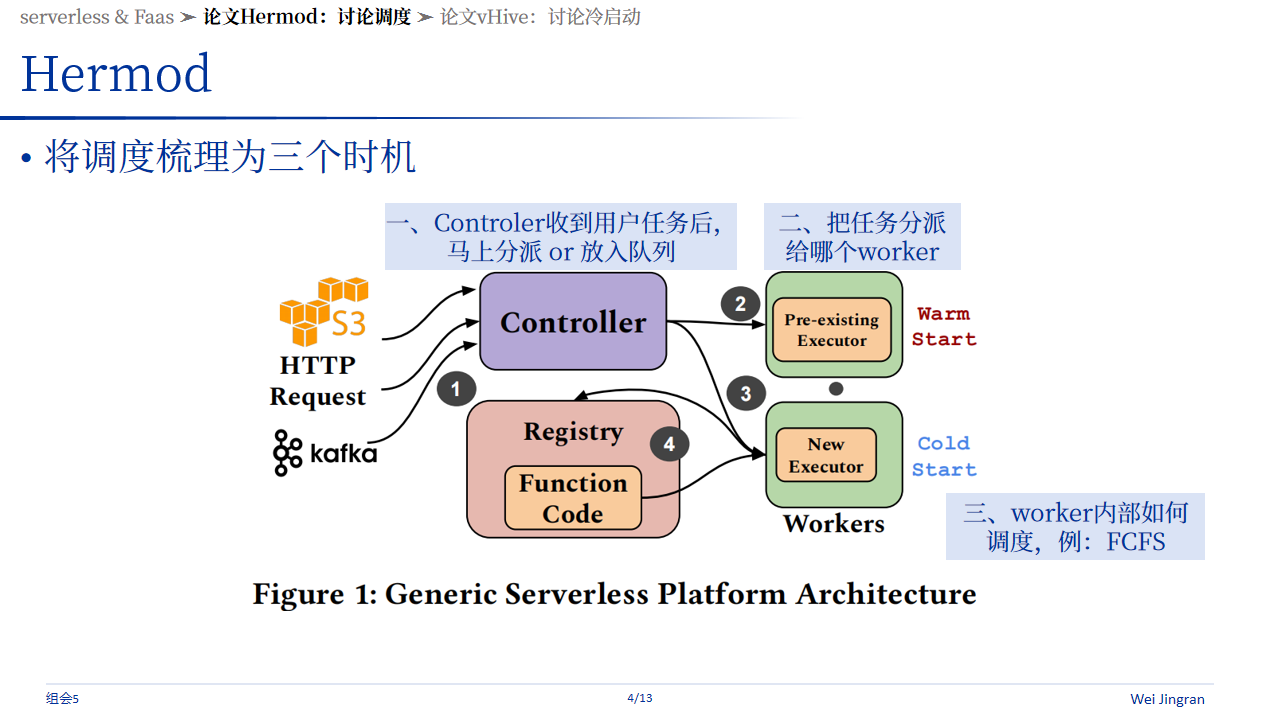 serverless & Faas ➤ 论文Hermod：讨论调度 ➤ 论文vHive：讨论冷启动
Hermod
• 将调度梳理为三个时机
一、Controler收到用户任务后，
马上分派 or 放入队列
二、把任务分派
给哪个worker
S3
HTTP
Request
kafka
1
Controller
2
Pre-existing
Executor
Warm
Start
3
Registry
4
Function
Code
New
Executor
Cold
Start
Workers
三、worker内部如何
调度，例：FCFS
Figure 1: Generic Serverless Platform Architecture
组会5
4/13
Wei Jingran